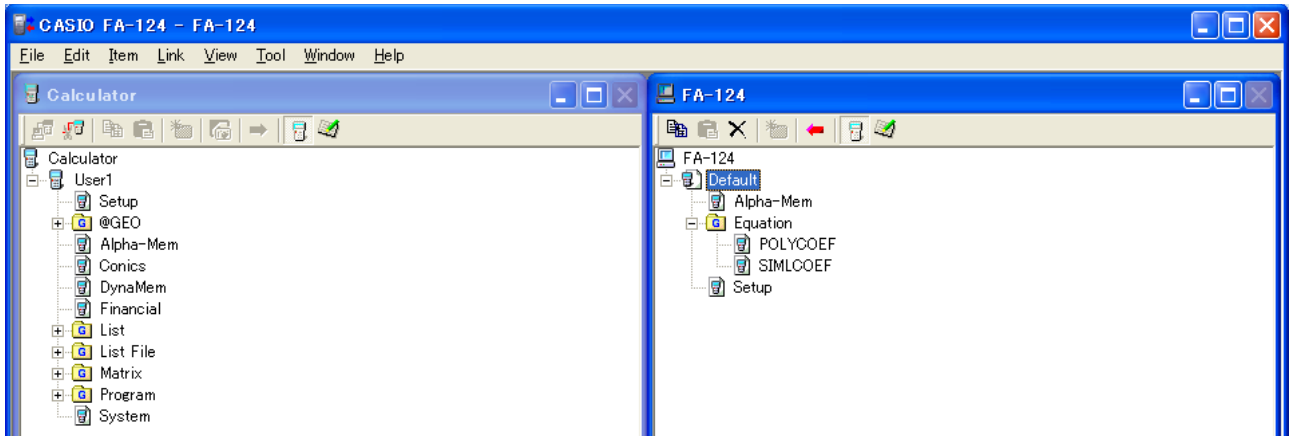 CASIO FA-124 - FA-124
File Edit Item Link View Tool Window Help
Calculator
Calculator
User1
Setup
@GEO
Alpha-Mem
Conics
DynaMem
Financial
List
List File
Matrix
Program
System
FA-124
FA-124
Default
Alpha-Mem
Equation
POLYCOEF
SIMLCOEF
Setup